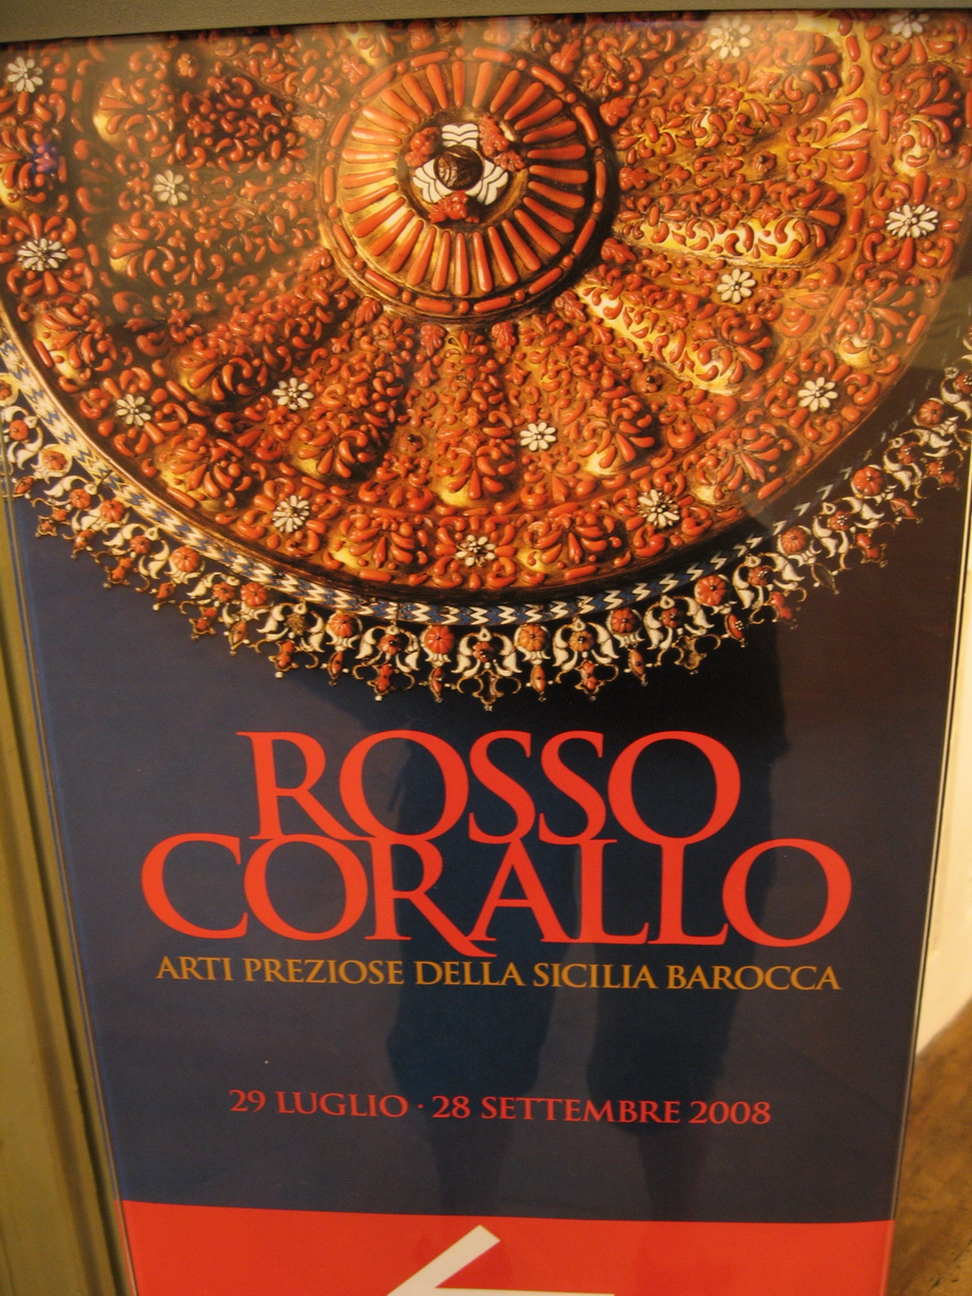 ROSSO
CORALLO
ARTI PREZIOSE DELLA SICILIA BAROCCA
29 LUGLIO · 28 SETTEMBRE 2008